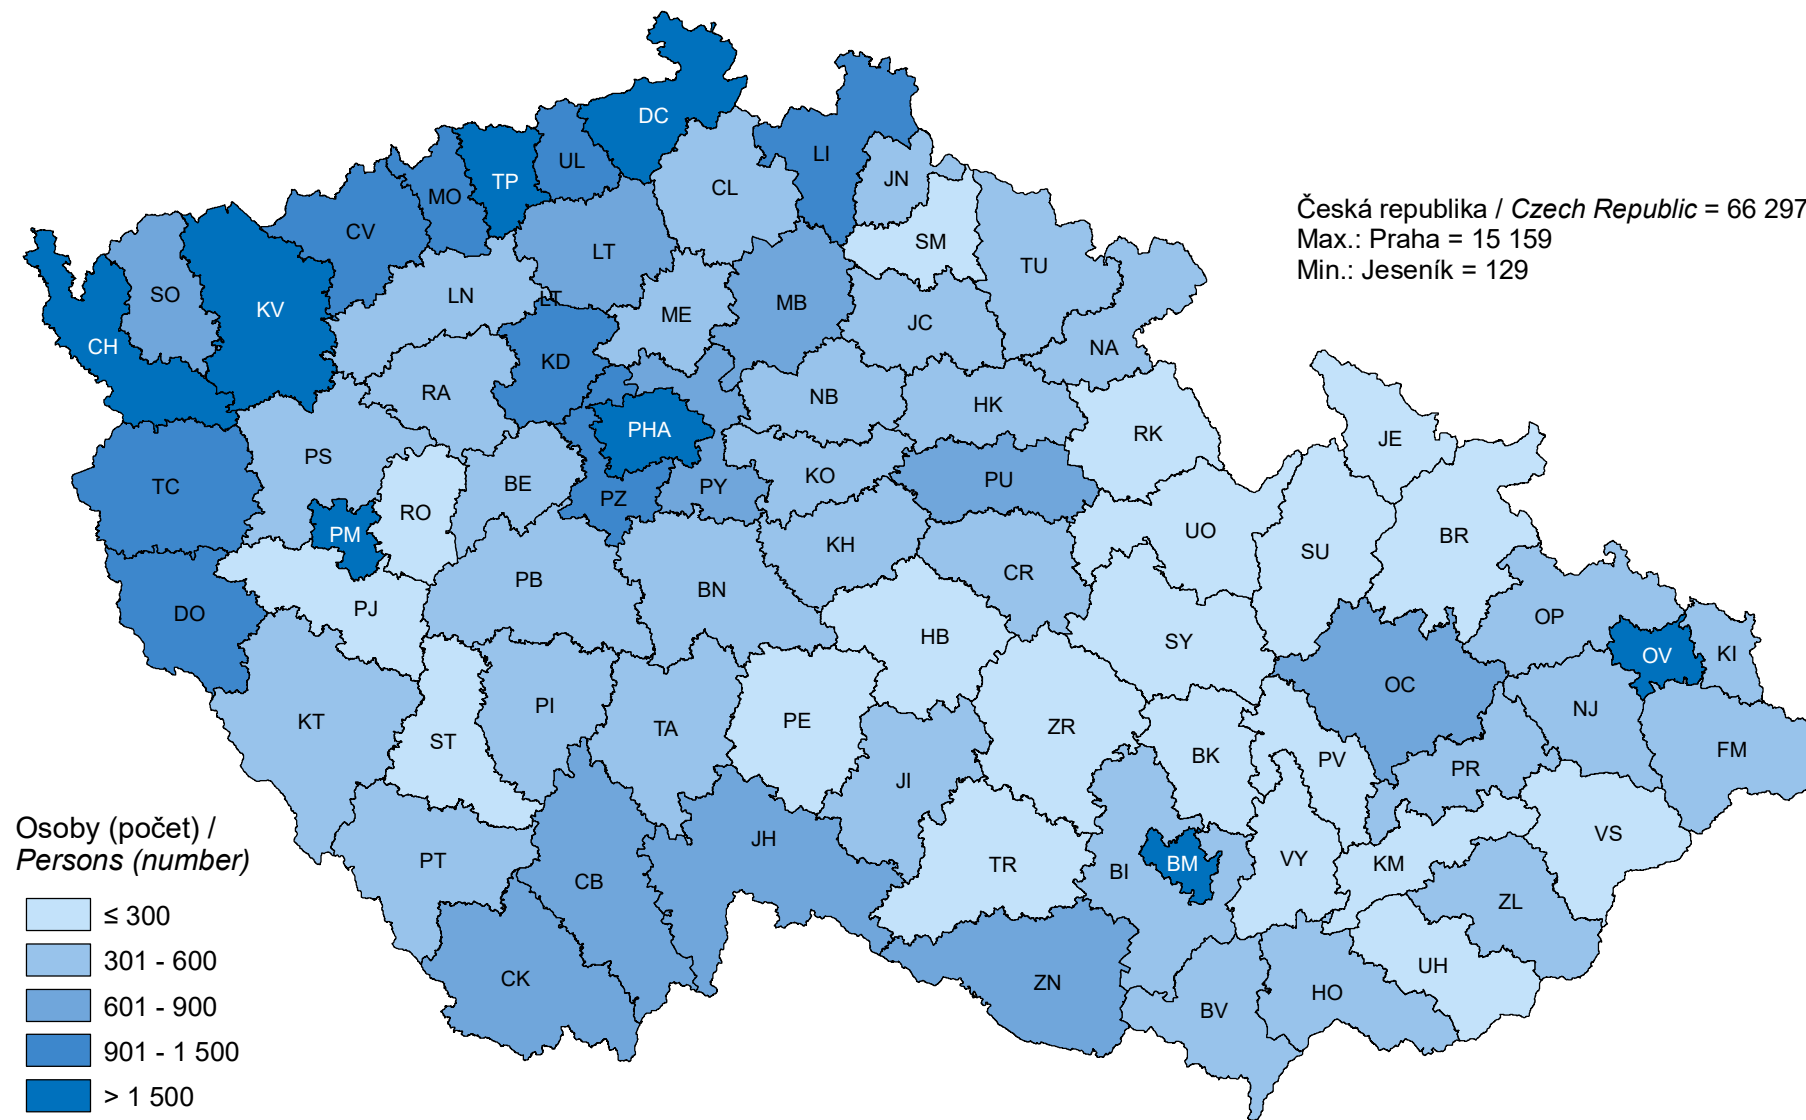 DC
UL
TP
MO
CV
LI
CL
JN
SM
Česká republika / Czech Republic = 66 297
Max.: Praha = 15 159
Min.: Jeseník = 129
TU
LT
SO
KV
LN
LT
ME
MB
JC
CH
KD
NA
RA
NB
HK
PHA
RK
JE
PS
TC
BE
PZ
PY
KO
PU
RO
PM
KH
UO
SU
BR
PB
BN
CR
DO
PJ
HB
SY
OP
OV
KI
OC
KT
ST
PI
TA
PE
ZR
NJ
BK
PV
PR
FM
JI
Osoby (počet) /
Persons (number)
PT
JH
CB
TR
BI
BM
VY
KM
VS
ZL
≤ 300
301 - 600
601 - 900
901 - 1 500
> 1 500
CK
ZN
BV
HO
UH